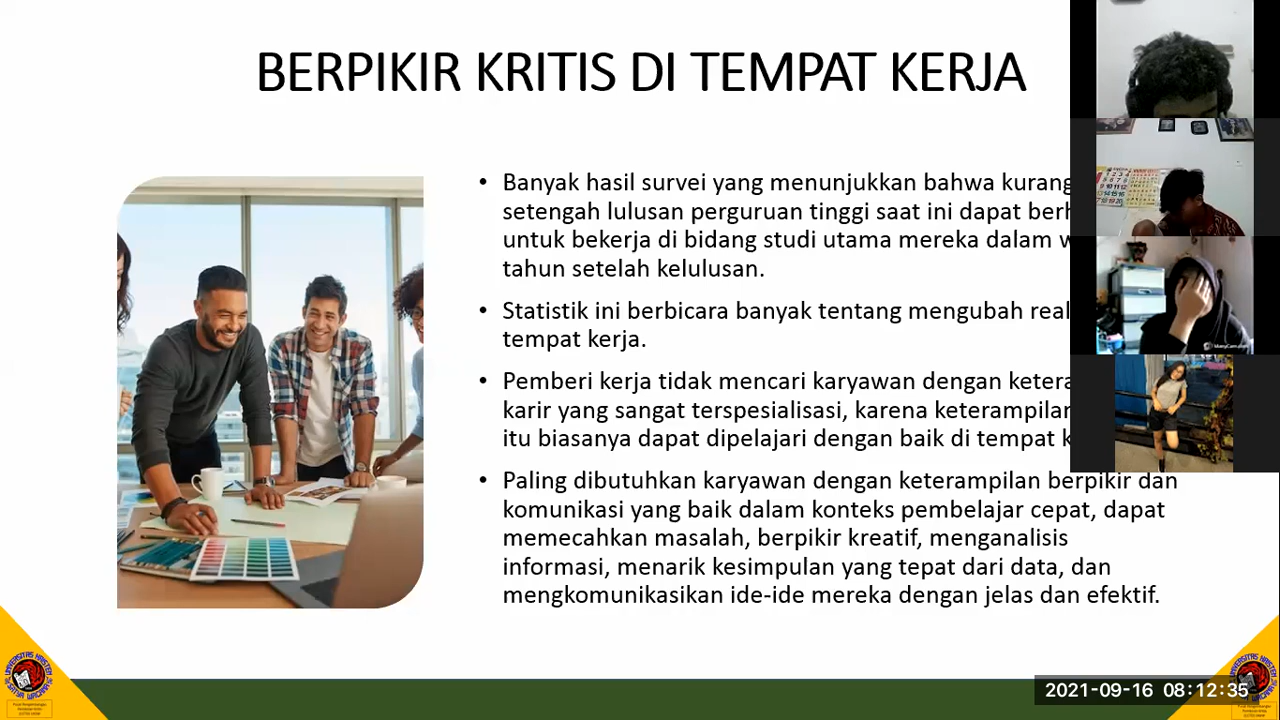 BERPIKIR KRITIS DI TEMPAT KERJA
• Banyak hasil survei yang menunjukkan bahwa kurang
setengah lulusan perguruan tinggi saat ini dapat
untuk bekerja di bidang studi utama mereka dalam
tahun setelah kelulusan.
• Statistik ini berbicara banyak tentang mengubah
tempat kerja.
• Pemberi kerja tidak mencari karyawan dengan
karir yang sangat terspesialisasi, karena keterampilan
itu biasanya dapat dipelajari dengan baik di tempat
• Paling dibutuhkan karyawan dengan keterampilan berpikir dan
komunikasi yang baik dalam konteks pembelajar cepat, dapat
memecahkan masalah, berpikir kreatif, menganalisis
informasi, menarik kesimpulan yang tepat dari data, dan
mengkomunikasikan ide-ide mereka dengan jelas dan efektif.
UNIVERSITAS KRISTEN
SATYA WACANA
2021-09-16 08:12:35